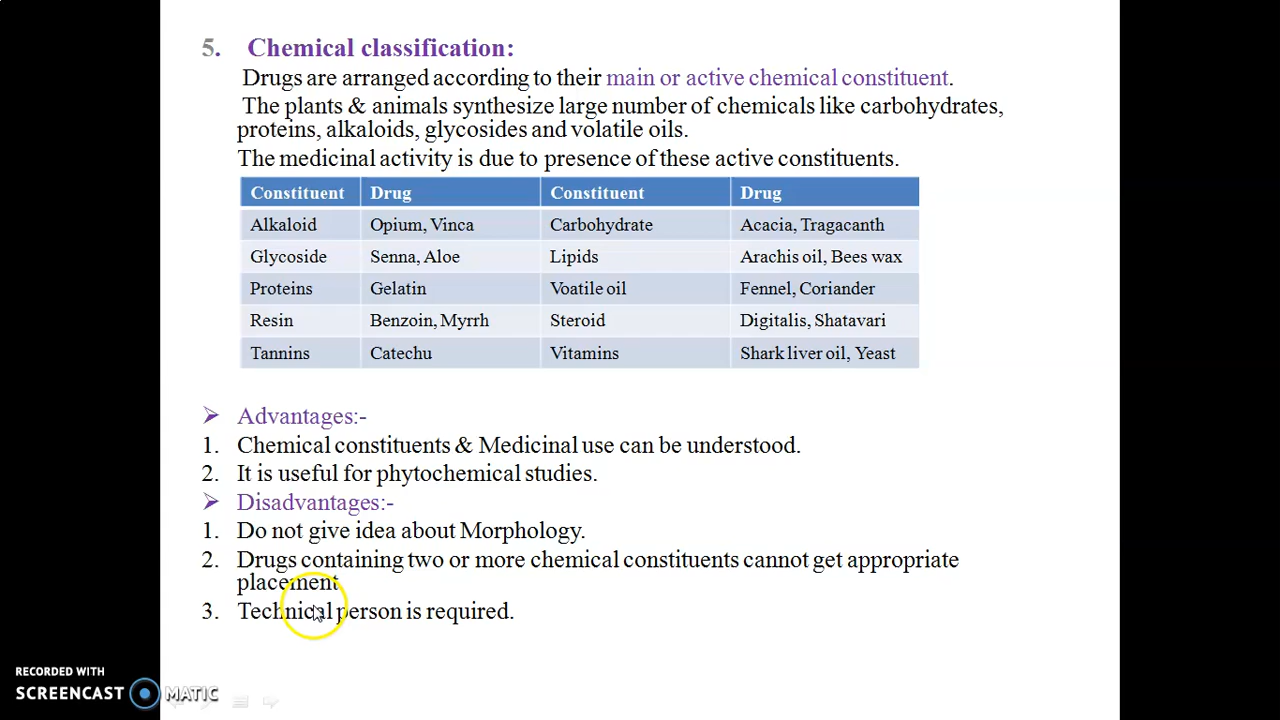 5. Chemical classification:
Drugs are arranged according to their main or active chemical constituent.
The plants & animals synthesize large number of chemicals like carbohydrates,
proteins, alkaloids, glycosides and volatile oils.
The medicinal activity is due to presence of these active constituents.
Constituent Drug Constituent Drug
Alkaloid Opium, Vinca Carbohydrate Acacia, Tragacanth
Glycoside Senna, Aloe Lipids Arachis oil, Bees wax
Proteins Gelatin Voatile oil Fennel, Coriander
Resin Benzoin, Myrrh Steroid Digitalis, Shatavari
Tannins Catechu Vitamins Shark liver oil, Yeast
Advantages:-
1. Chemical constituents & Medicinal use can be understood.
2. It is useful for phytochemical studies.
Disadvantages:-
1. Do not give idea about Morphology.
2. Drugs containing two or more chemical constituents cannot get appropriate
placement
3. Technical person is required.
RECORDED WITH
SCREENCAST MATIC